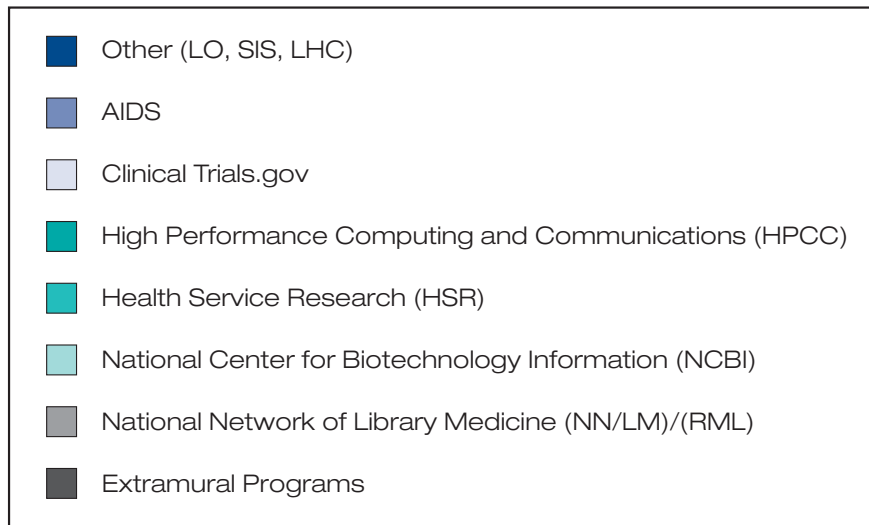 Other (LO, SIS, LHC)
AIDS
Clinical Trials.gov
High Performance Computing and Communications (HPCC)
Health Service Research (HSR)
National Center for Biotechnology Information (NCBI)
National Network of Library Medicine (NN/LM)/(RML)
Extramural Programs